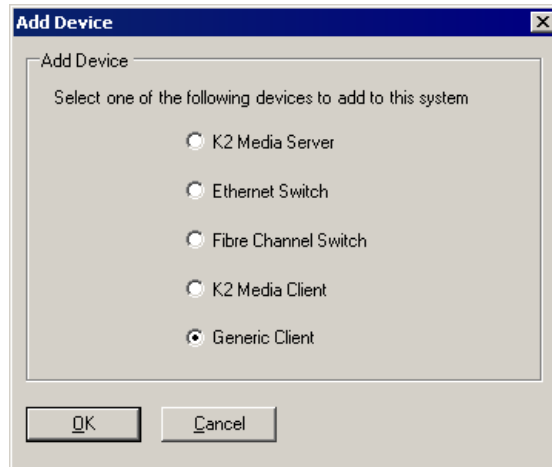 Add Device
Add Device
Select one of the following devices to add to this system
K2 Media Server
Ethernet Switch
Fibre Channel Switch
K2 Media Client
Generic Client
OK Cancel